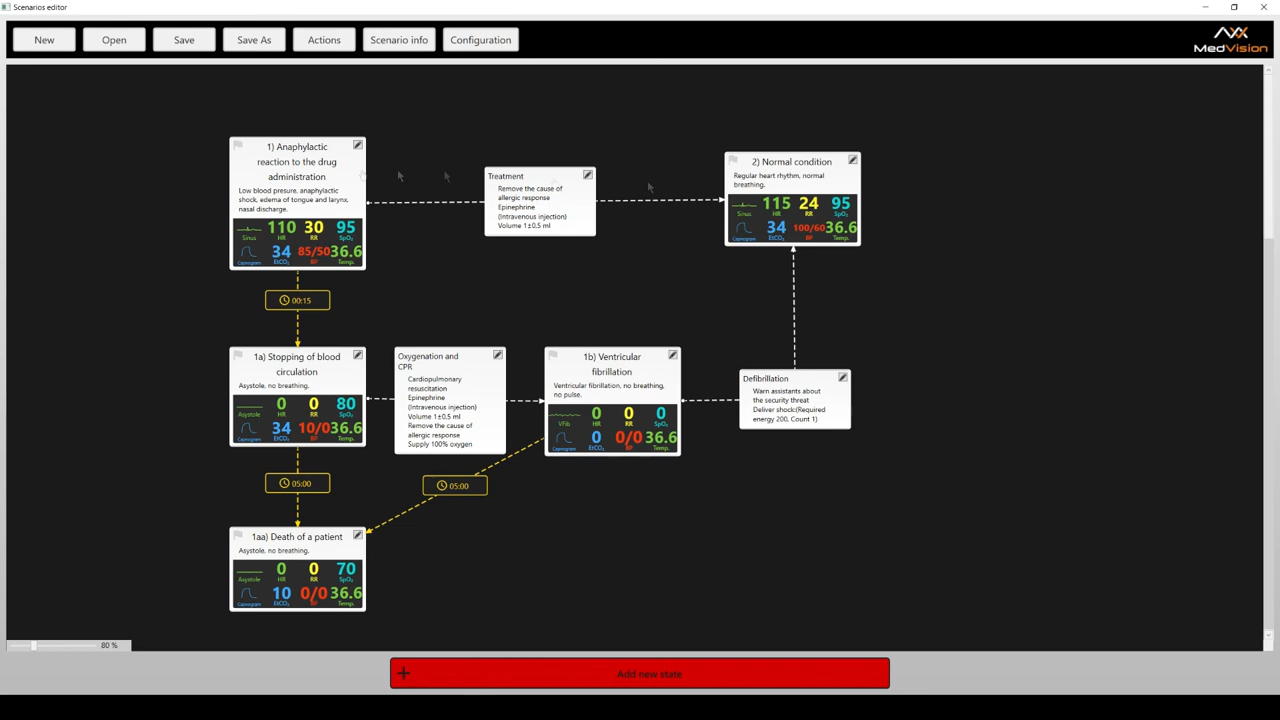 Scenarios editor
New
Open
Save
Save As
Actions
Scenario info
Configuration
MedVision
1) Anaphylactic
reaction to the drug
administration
Low blood presure, anaphylactic
shock, edema of tongue and larynx,
nasal discharge.
Sinus
110
HR
30
RR
95
SpO₂
Capnogram
34
EtCO₂
85/50
BP
36.6
Temp.
Treatment
Remove the cause of
allergic response
Epinephrine
(Intravenous injection)
Volume 1±0,5 ml
2) Normal condition
Regular heart rhythm, normal
breathing.
Sinus
115
HR
24
RR
95
SpO₂
Capnogram
34
EtCO₂
100/60
BP
36.6
Temp.
00:15
1a) Stopping of blood
circulation
Asystole, no breathing.
Asystole
0
HR
0
RR
80
SpO₂
Capnogram
34
EtCO₂
10/0
BP
36.6
Temp.
Oxygenation and
CPR
Cardiopulmonary
resuscitation
Epinephrine
(Intravenous injection)
Volume 1±0,5 ml
Remove the cause of
allergic response
Supply 100% oxygen
1b) Ventricular
fibrillation
Ventricular fibrillation, no breathing,
no pulse.
VFib
0
HR
0
RR
0
SpO₂
Capnogram
0
EtCO₂
0/0
BP
36.6
Temp.
Defibrillation
Warn assistants about
the security threat
Deliver shock:(Required
energy 200, Count 1)
05:00
05:00
1aa) Death of a patient
Asystole, no breathing.
Asystole
0
HR
0
RR
70
SpO₂
Capnogram
10
EtCO₂
0/0
BP
36.6
Temp.
80 %
Add new state